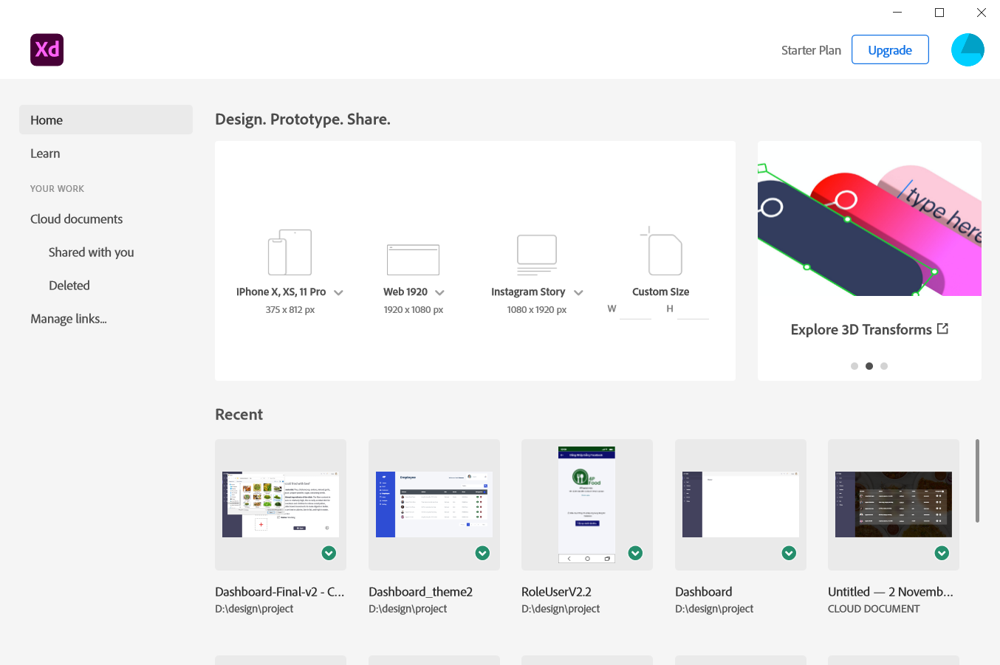 Xd
Starter Plan
Upgrade
Home
Learn
YOUR WORK
Cloud documents
Shared with you
Deleted
Manage links...
Design. Prototype. Share.
iPhone X, XS, 11 Pro
375 x 812 px
Web 1920
1920 x 1080 px
Instagram Story
1080 x 1920 px
Custom Size
W
H
type here
Explore 3D Transforms
Recent
Employee
4P
Food
Dashboard-Final-v2 - C...
D:\design\project
Dashboard_theme2
D:\design\project
RoleUserV2.2
D:\design\project
Dashboard
D:\design\project
Untitled — 2 Novemb...
CLOUD DOCUMENT